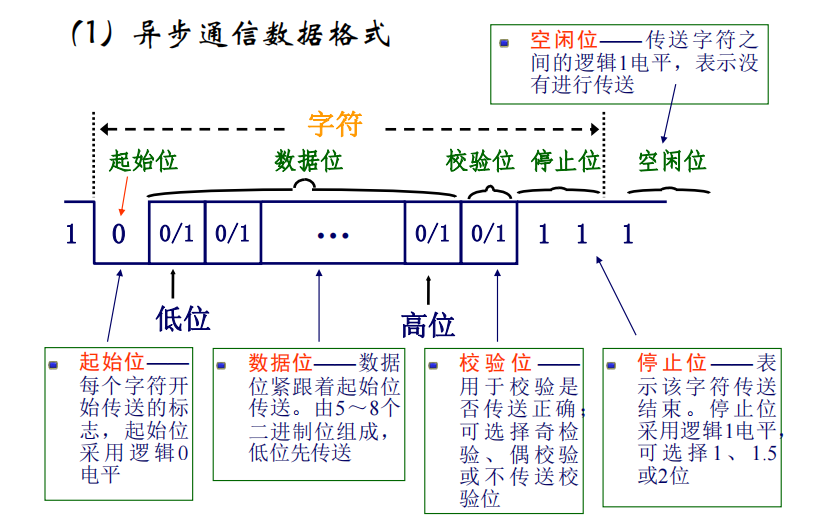 (1) 异步通信数据格式
空闲位——传送字符之
间的逻辑1电平，表示没
有进行传送
字符
起始位 数据位 校验位 停止位 空闲位
1 0 0/1 0/1 ··· 0/1 0/1 1 1 1
低位 高位
起始位——
每个字符开
始传送的标
志，起始位
采用逻辑0
电平
数据位——数据
位紧跟着起始位
传送。由5～8个
二进制位组成，
低位先传送
校验位——
用于校验是
否传送正确；
可选择奇检
验、偶校验
或不传送校
验位
停止位——表
示该字符传送
结束。停止位
采用逻辑1电平，
可选择1、1.5
或2位